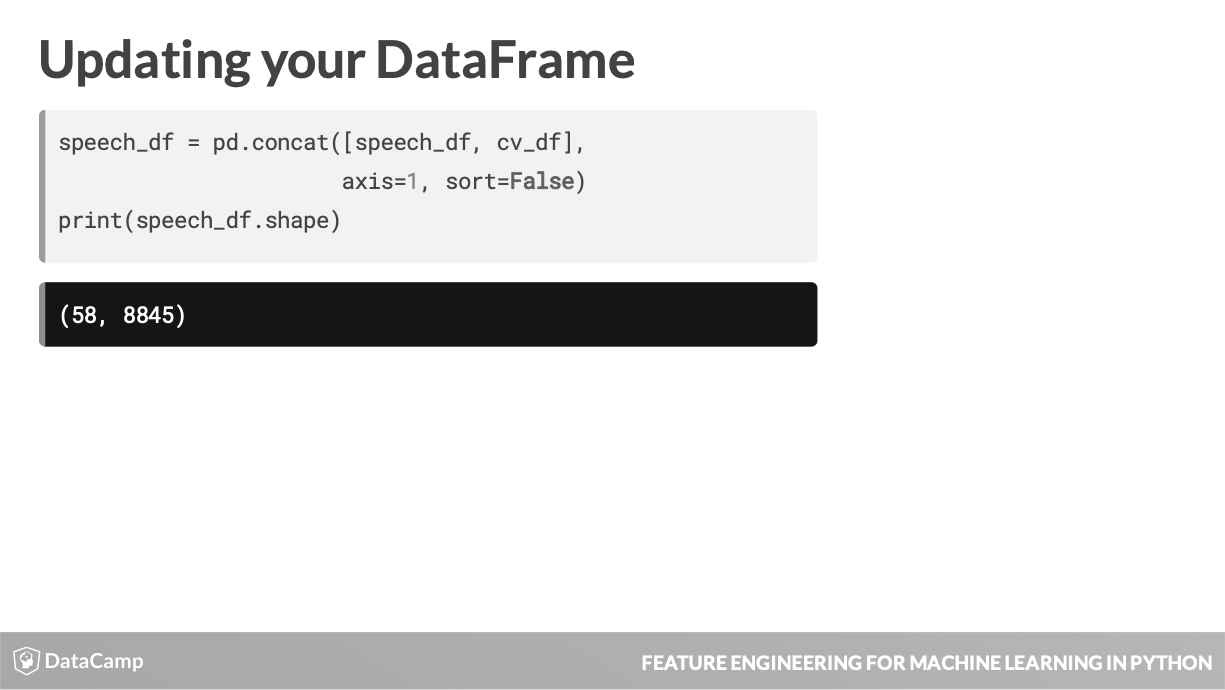 Updating your DataFrame
speech_df = pd.concat([speech_df, cv_df],
                      axis=1, sort=False)
print(speech_df.shape)
(58, 8845)
DataCamp
FEATURE ENGINEERING FOR MACHINE LEARNING IN PYTHON